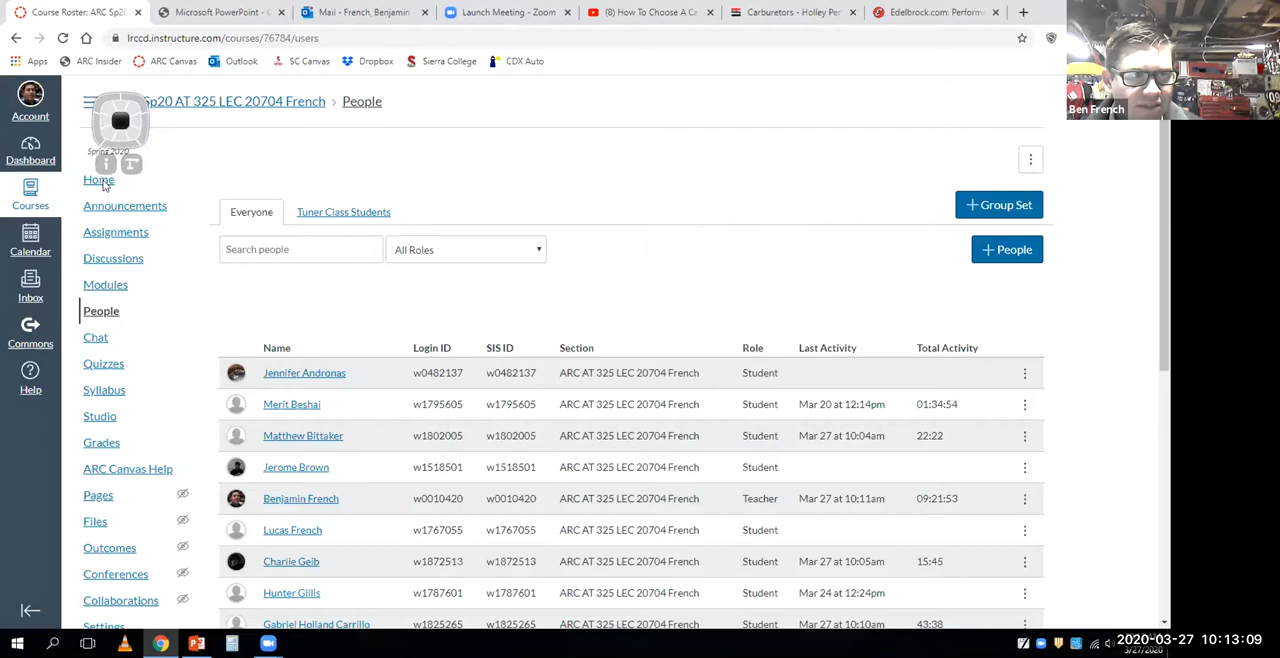 Course Roster: ARC Sp20
Microsoft PowerPoint - C
Mail - French, Benjamin
Launch Meeting - Zoom
(8) How To Choose A Ca
Carburetors - Holley Per
Edelbrock.com: Perform
lrccd.instructure.com/courses/76784/users
Apps
ARC Insider
ARC Canvas
Outlook
SC Canvas
Dropbox
Sierra College
CDX Auto
Ben French
Account
Dashboard
Courses
Calendar
Inbox
Commons
Help
Sp20 AT 325 LEC 20704 French > People
Spring 2020
Home
Announcements
Assignments
Discussions
Modules
People
Chat
Quizzes
Syllabus
Studio
Grades
ARC Canvas Help
Pages
Files
Outcomes
Conferences
Collaborations
Settings
Everyone
Tuner Class Students
+ Group Set
Search people
All Roles
+ People
Name Login ID SIS ID Section Role Last Activity Total Activity
Jennifer Andronas w0482137 w0482137 ARC AT 325 LEC 20704 French Student
Merit Beshai w1795605 w1795605 ARC AT 325 LEC 20704 French Student Mar 20 at 12:14pm 01:34:54
Matthew Bittaker w1802005 w1802005 ARC AT 325 LEC 20704 French Student Mar 27 at 10:04am 22:22
Jerome Brown w1518501 w1518501 ARC AT 325 LEC 20704 French Student
Benjamin French w0010420 w0010420 ARC AT 325 LEC 20704 French Teacher Mar 27 at 10:11am 09:21:53
Lucas French w1767055 w1767055 ARC AT 325 LEC 20704 French Student
Charlie Geib w1872513 w1872513 ARC AT 325 LEC 20704 French Student Mar 27 at 10:05am 15:45
Hunter Gillis w1787601 w1787601 ARC AT 325 LEC 20704 French Student Mar 24 at 12:24pm
Gabriel Holland Carrillo w1825265 w1825265 ARC AT 325 LEC 20704 French Student Mar 27 at 10:10am 43:38
2020-03-27 10:13:09
3/27/2020